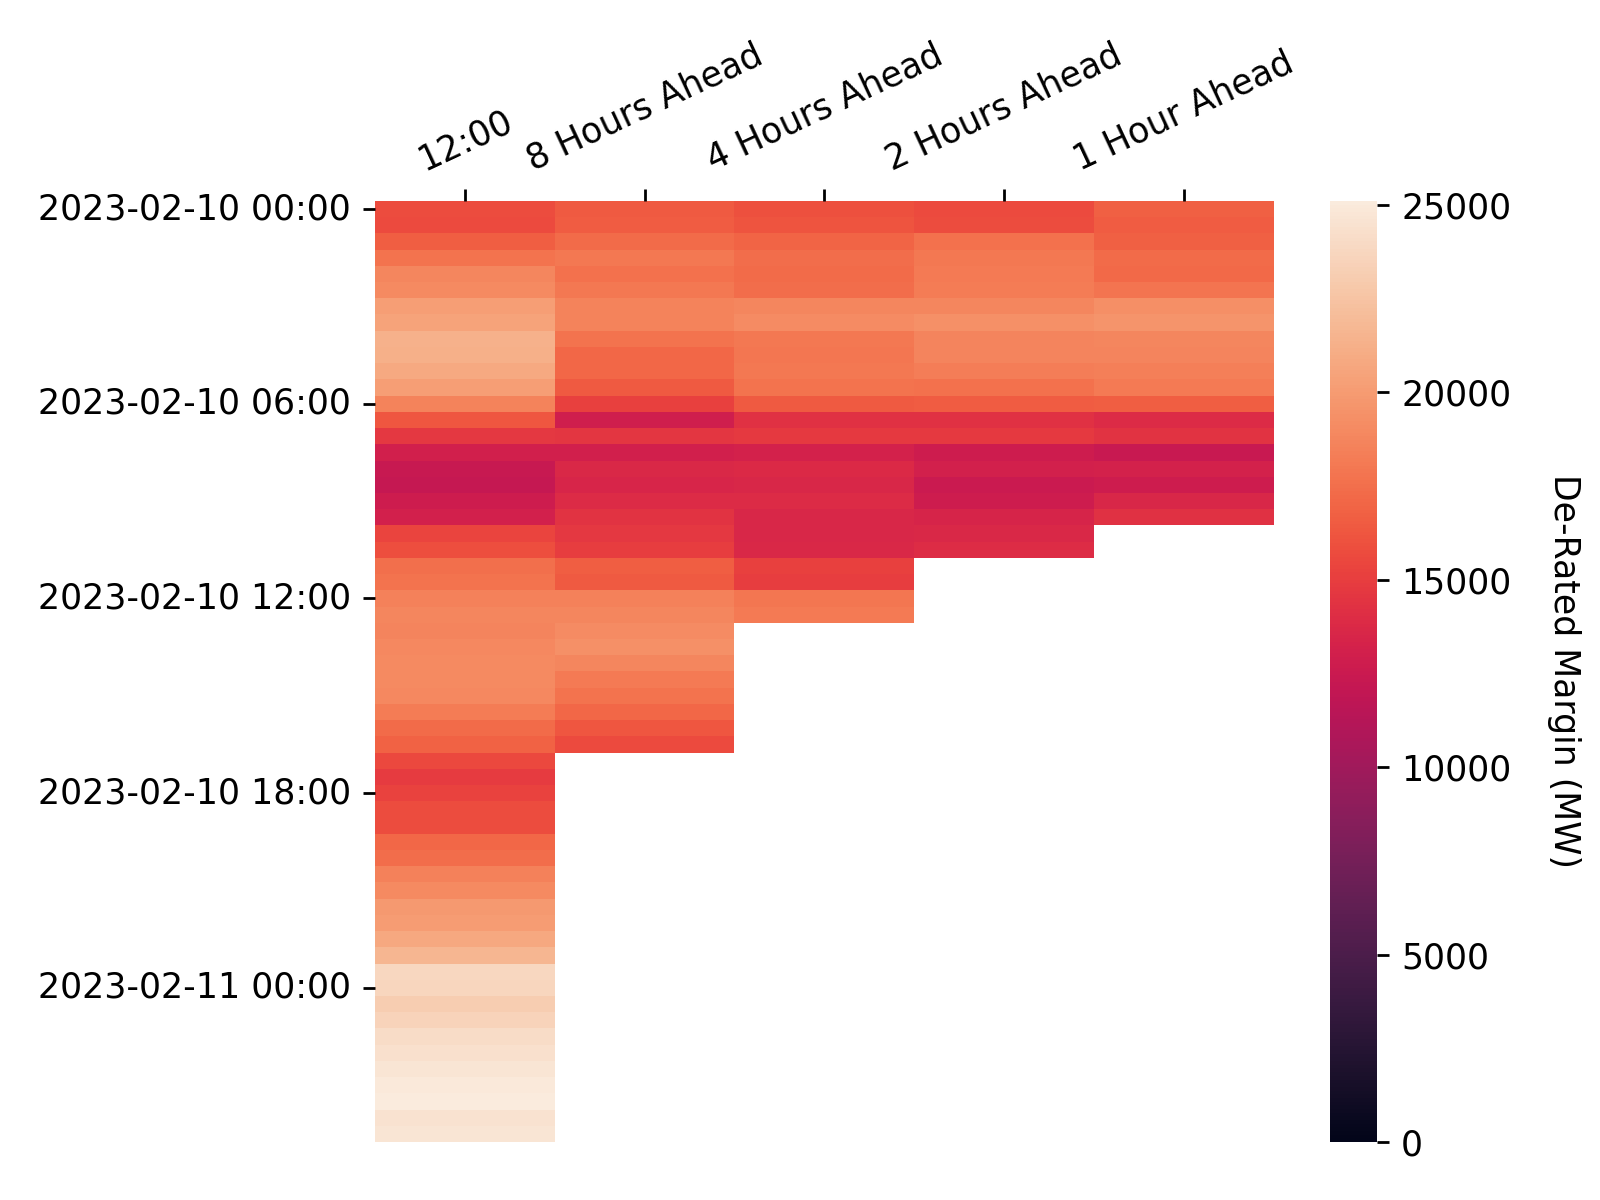 12:00
8 Hours Ahead
4 Hours Ahead
2 Hours Ahead
1 Hour Ahead
2023-02-10 00:00
2023-02-10 06:00
2023-02-10 12:00
2023-02-10 18:00
2023-02-11 00:00
25000
20000
15000
10000
5000
0
De-Rated Margin (MW)